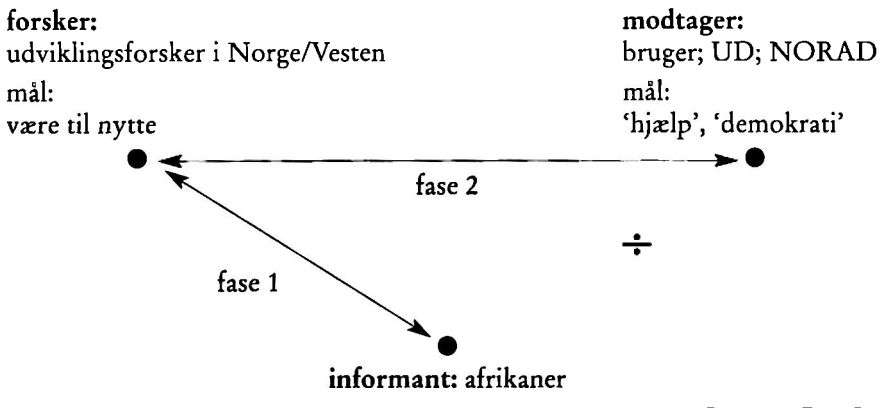 forsker:
udviklingsforsker i Norge/Vesten
mål:
være til nytte
modtager:
bruger; UD; NORAD
mål:
‘hjælp’, ‘demokrati’
fase 2
÷
fase 1
informant: afrikaner